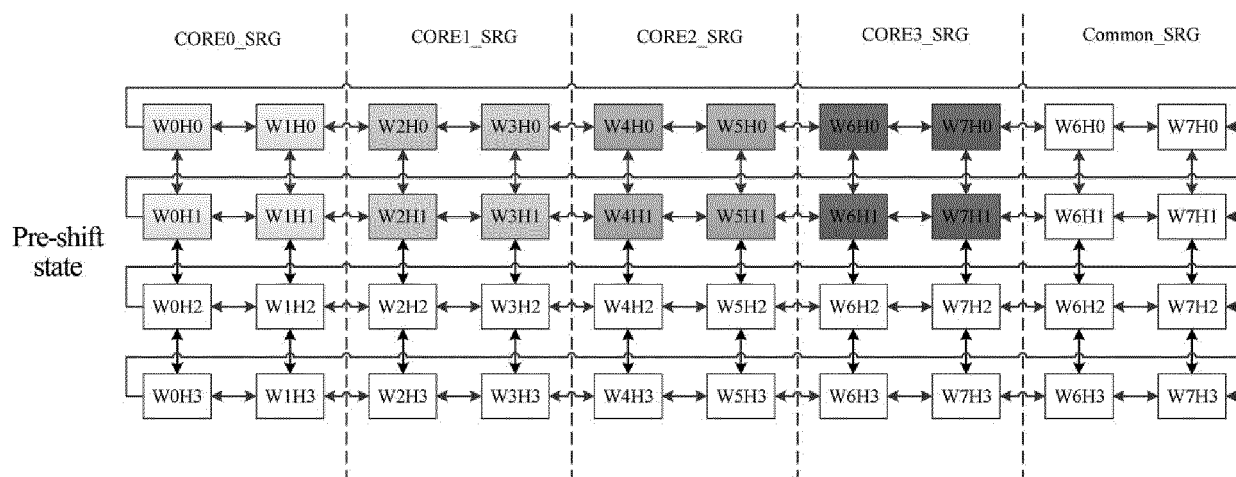 CORE0_SRG CORE1_SRG CORE2_SRG CORE3_SRG Common_SRG
W0H0 W1H0 W2H0 W3H0 W4H0 W5H0 W6H0 W7H0 W6H0 W7H0
W0H1 W1H1 W2H1 W3H1 W4H1 W5H1 W6H1 W7H1 W6H1 W7H1
Pre-shift
state
W0H2 W1H2 W2H2 W3H2 W4H2 W5H2 W6H2 W7H2 W6H2 W7H2
W0H3 W1H3 W2H3 W3H3 W4H3 W5H3 W6H3 W7H3 W6H3 W7H3